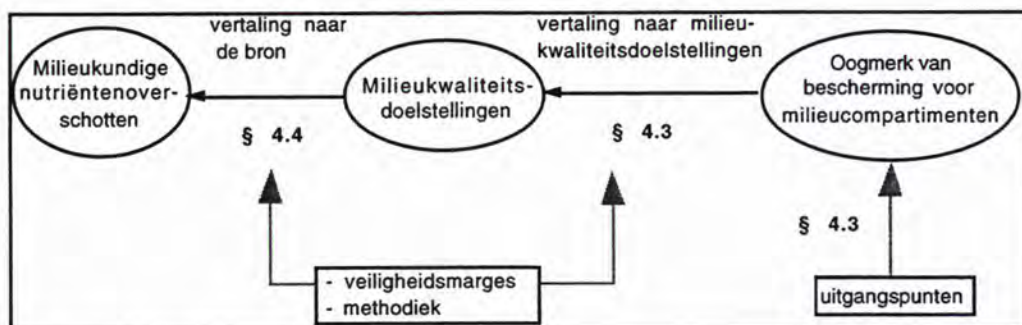 vertaling naar
de bron
vertaling naar milieu-
kwaliteitsdoelstellingen
Milieukundige
nutriëntenover-
schotten
Milieukwaliteits-
doelstellingen
Oogmerk van
bescherming voor
milieucompartimenten
§ 4.4
§ 4.3
§ 4.3
- veiligheidsmarges
- methodiek
uitgangspunten